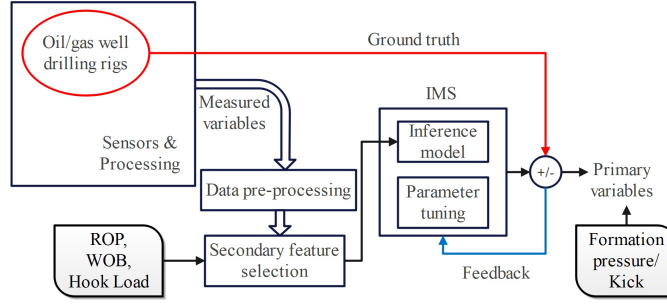 Oil/gas well
drilling rigs
Ground truth
Measured
variables
Sensors &
Processing
IMS
Inference
model
Parameter
tuning
+/-
Primary
variables
Data pre-processing
Secondary feature
selection
ROP,
WOB,
Hook Load
Feedback
Formation
pressure/
Kick